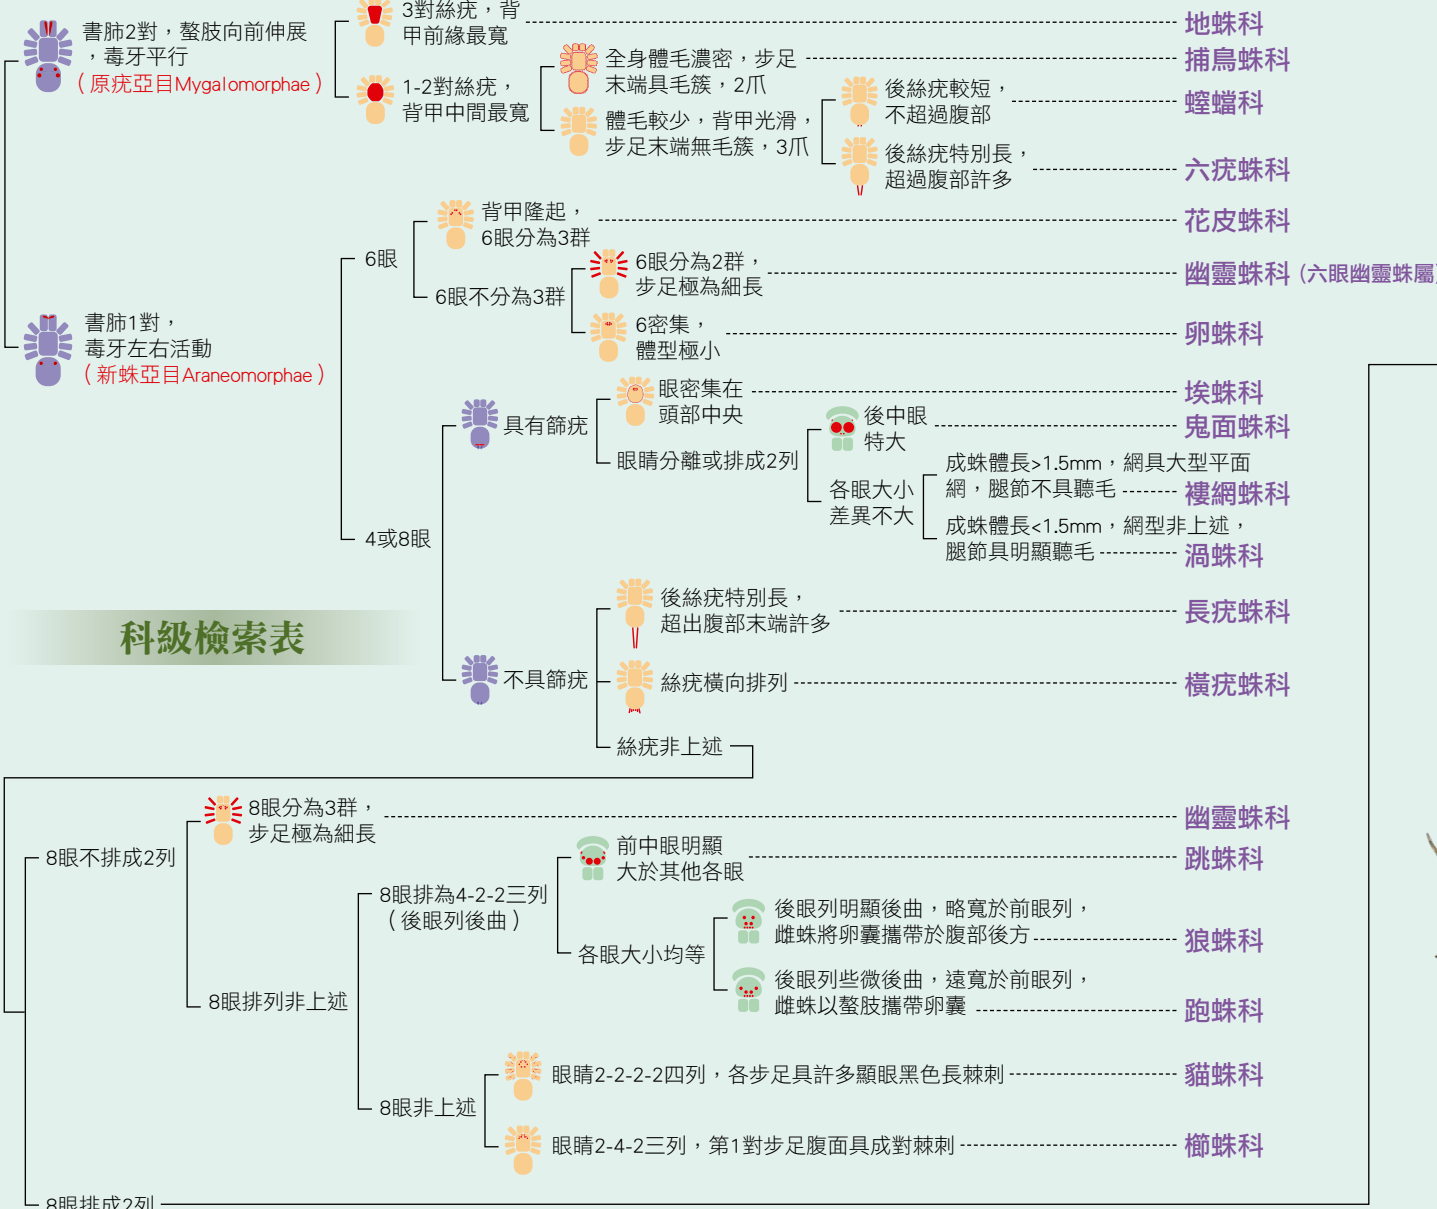 3對絲疣，背
甲前緣最寬
地蛛科
書肺2對，螯肢向前伸展
，毒牙平行
（原疣亞目Mygalomorphae）
1-2對絲疣，
背甲中間最寬
全身體毛濃密，步足
末端具毛簇，2爪
捕鳥蛛科
體毛較少，背甲光滑，
步足末端無毛簇，3爪
後絲疣較短，
不超過腹部
螲蟷科
後絲疣特別長，
超過腹部許多
六疣蛛科
書肺1對，
毒牙左右活動
（新蛛亞目Araneomorphae）
6眼
背甲隆起，
6眼分為3群
花皮蛛科
6眼不分為3群
6眼分為2群，
步足極為細長
幽靈蛛科（六眼幽靈蛛屬）
6密集，
體型極小
卵蛛科
4或8眼
具有篩疣
眼密集在
頭部中央
埃蛛科
眼睛分離或排成2列
後中眼
特大
鬼面蛛科
各眼大小
差異不大
成蛛體長>1.5mm，網具大型平面
網，腿節不具聽毛
褸網蛛科
成蛛體長<1.5mm，網型非上述，
腿節具明顯聽毛
渦蛛科
科級檢索表
不具篩疣
後絲疣特別長，
超出腹部末端許多
長疣蛛科
絲疣橫向排列
橫疣蛛科
絲疣非上述
8眼不排成2列
8眼分為3群，
步足極為細長
幽靈蛛科
8眼排列非上述
8眼排為4-2-2三列
（後眼列後曲）
前中眼明顯
大於其他各眼
跳蛛科
各眼大小均等
後眼列明顯後曲，略寬於前眼列，
雌蛛將卵囊攜帶於腹部後方
狼蛛科
後眼列些微後曲，遠寬於前眼列，
雌蛛以螯肢攜帶卵囊
跑蛛科
8眼非上述
眼睛2-2-2-2四列，各步足具許多顯眼黑色長棘刺
貓蛛科
眼睛2-4-2三列，第1對步足腹面具成對棘刺
櫛蛛科
8眼排成2列